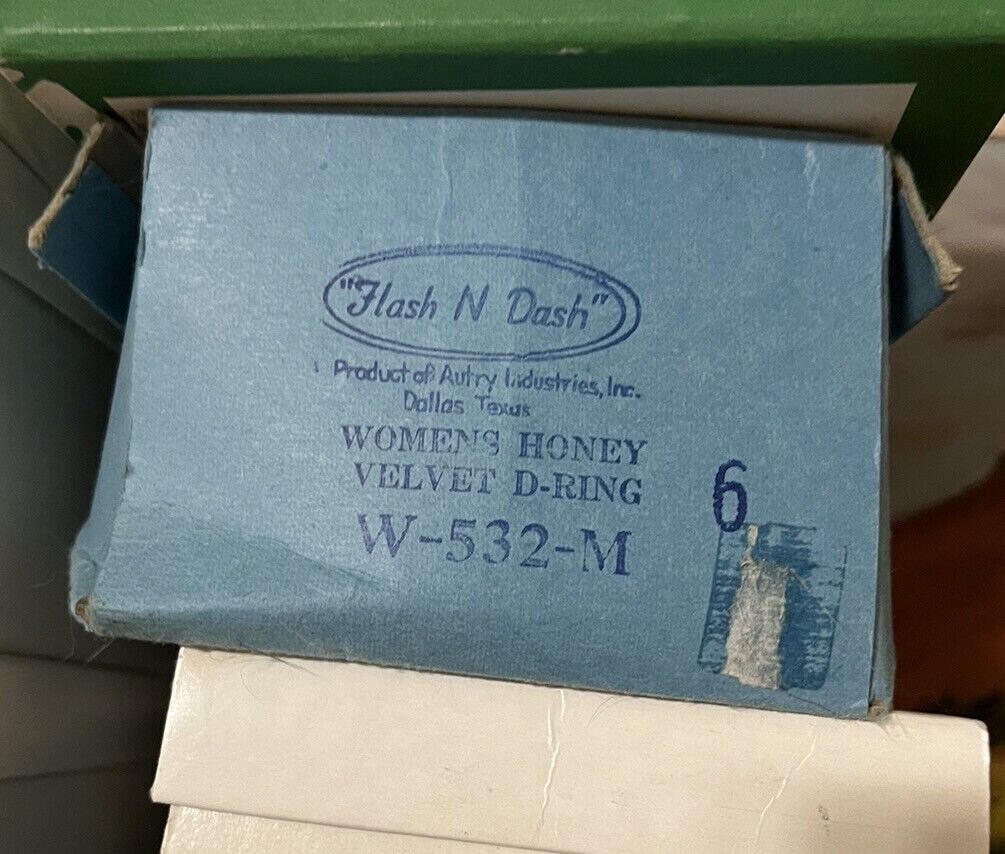 "Flash N Dash"
Product of Autry Industries, Inc.
Dallas Texas
WOMENS HONEY
VELVET D-RING
6
W-532-M